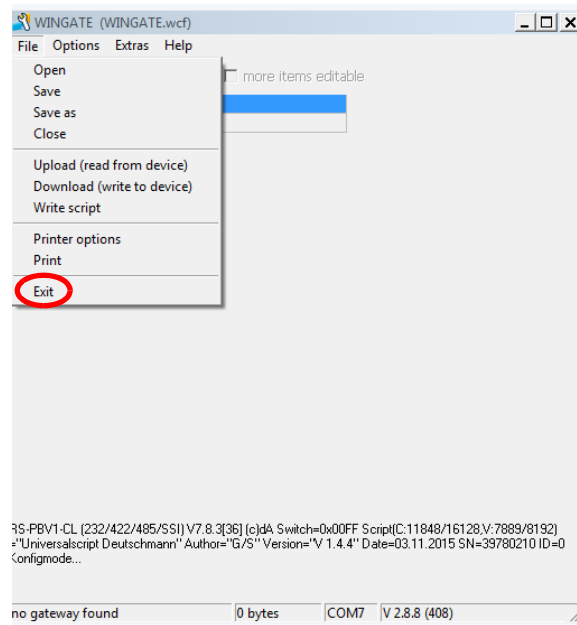 WINGATE (WINGATE.wcf)
File Options Extras Help
more items editable
Open
Save
Save as
Close
Upload (read from device)
Download (write to device)
Write script
Printer options
Print
Exit
RS-PBV1-CL (232/422/485/SSI) V7.8.3[36] (c)dA Switch=0x00FF Script(C:11848/16128,V:7889/8192)
="Universalscript Deutschmann" Author="G/S" Version="V 1.4.4" Date=03.11.2015 SN=39780210 ID=0
Konfigmode...
no gateway found 0 bytes COM7 V 2.8.8 (408)